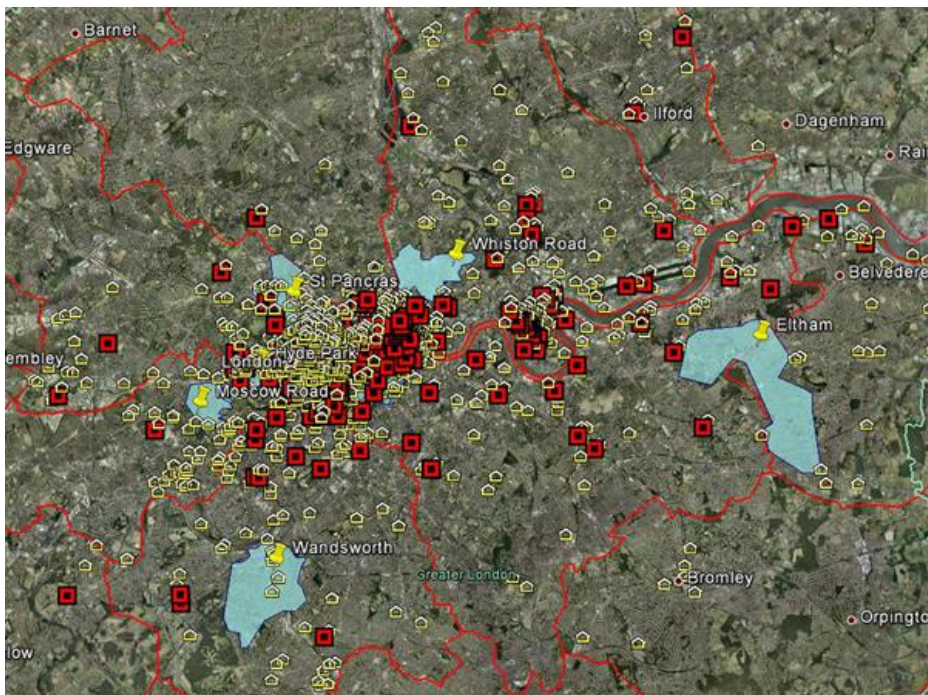 Barnet
Ilford
Dagenham
Edgware
Rai
Whiston Road
St Pancras
Belvedere
Eltham
Hyde Park
London
embley
Moscow Road
Wandsworth
Greater London
Bromley
Orpingto
low